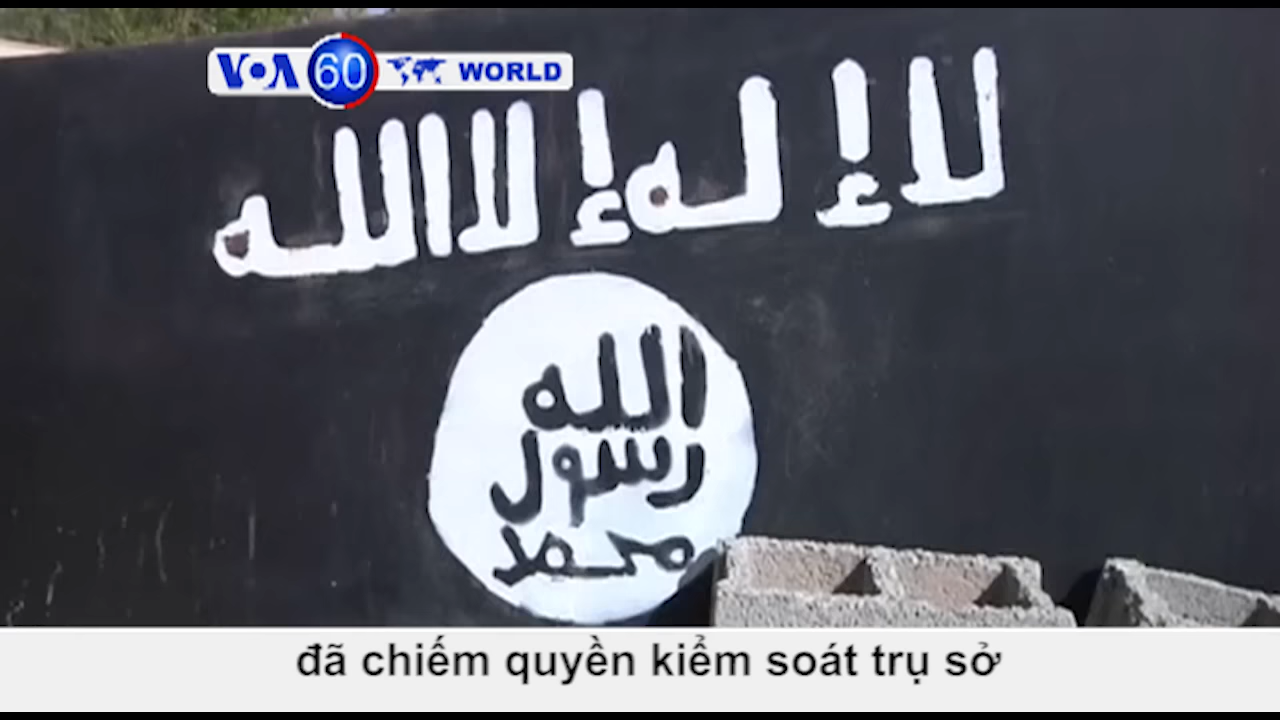 VOA 60 WORLD
لا إله إلا الله
الله
رسول
محمد
đã chiếm quyền kiểm soát trụ sở